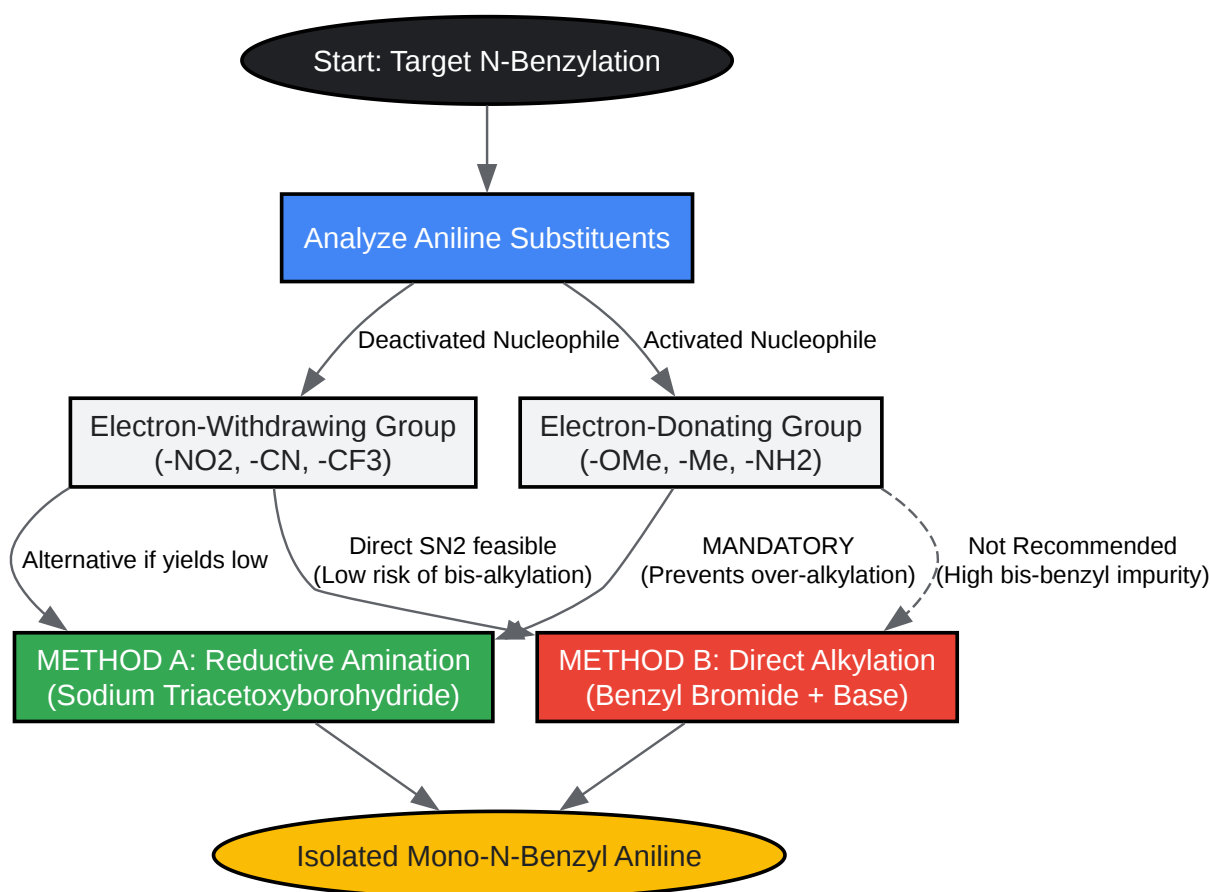 Start: Target N-Benzylation
Analyze Aniline Substituents
Deactivated Nucleophile
Activated Nucleophile
Electron-Withdrawing Group
(-NO2, -CN, -CF3)
Electron-Donating Group
(-OMe, -Me, -NH2)
Alternative if yields low
Direct SN2 feasible
(Low risk of bis-alkylation)
MANDATORY
(Prevents over-alkylation)
Not Recommended
(High bis-benzyl impurity)
METHOD A: Reductive Amination
(Sodium Triacetoxyborohydride)
METHOD B: Direct Alkylation
(Benzyl Bromide + Base)
Isolated Mono-N-Benzyl Aniline